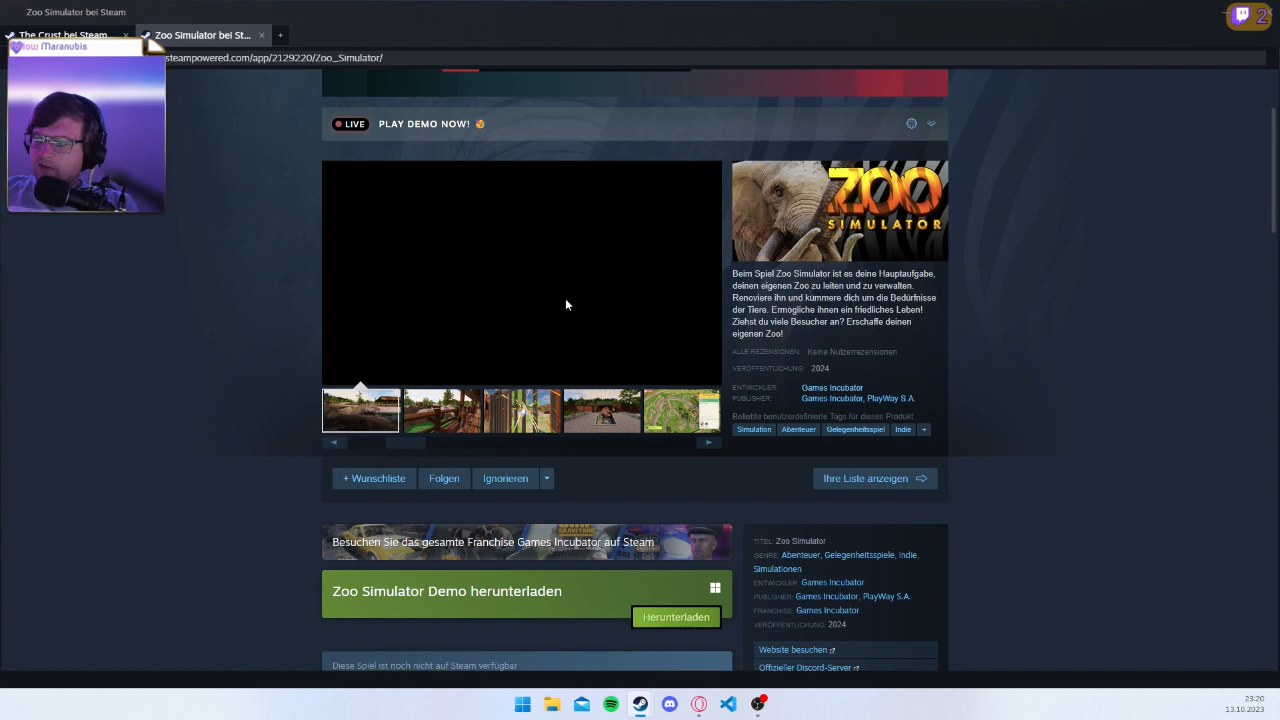 Zoo Simulator bei Steam
The Crust bei Steam
Zoo Simulator bei St...
2
Maranubis
steampowered.com/app/2129220/Zoo_Simulator/
LIVE PLAY DEMO NOW!
ZOO
SIMULATOR
Beim Spiel Zoo Simulator ist es deine Hauptaufgabe,
deinen eigenen Zoo zu leiten und zu verwalten.
Renoviere ihn und kümmere dich um die Bedürfnisse
der Tiere. Ermögliche ihnen ein friedliches Leben!
Ziehst du viele Besucher an? Erschaffe deinen
eigenen Zoo!
ALLE REZENSIONEN: Keine Nutzerrezensionen
VERÖFFENTLICHUNG: 2024
ENTWICKLER: Games Incubator
PUBLISHER: Games Incubator, PlayWay S.A.
Beliebte benutzerdefinierte Tags für dieses Produkt
Simulation Abenteuer Gelegenheitsspiel Indie +
+ Wunschliste Folgen Ignorieren Ihre Liste anzeigen
Besuchen Sie das gesamte Franchise Games Incubator auf Steam
Zoo Simulator Demo herunterladen
Herunterladen
Diese Spiel ist noch nicht auf Steam verfügbar
TITEL: Zoo Simulator
GENRE: Abenteuer, Gelegenheitsspiele, Indie,
Simulationen
ENTWICKLER: Games Incubator
PUBLISHER: Games Incubator, PlayWay S.A.
FRANCHISE: Games Incubator
VERÖFFENTLICHUNG: 2024
Website besuchen
Offizieller Discord-Server
23:20
13.10.2023